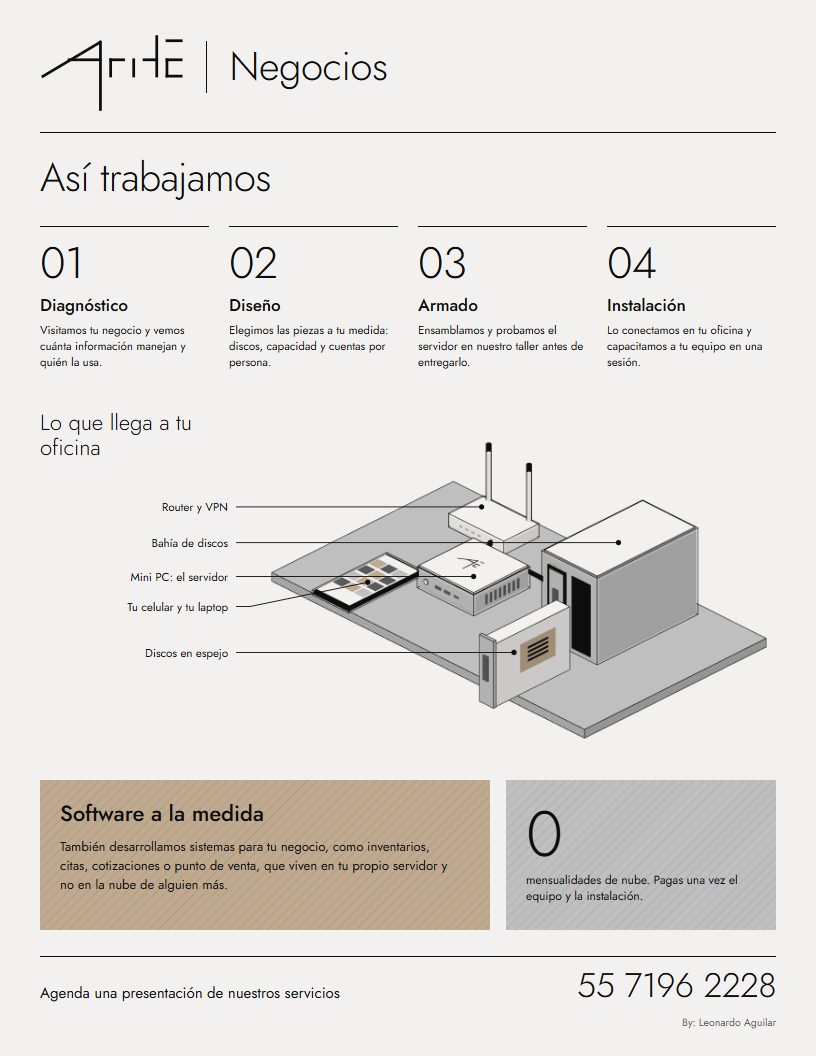 Arité
Negocios
Así trabajamos
01
Diagnóstico
Visitamos tu negocio y vemos
cuánta información manejan y
quién la usa.
02
Diseño
Elegimos las piezas a tu medida:
discos, capacidad y cuentas por
persona.
03
Armado
Ensamblamos y probamos el
servidor en nuestro taller antes de
entregarlo.
04
Instalación
Lo conectamos en tu oficina y
capacitamos a tu equipo en una
sesión.
Lo que llega a tu
oficina
Router y VPN
Bahía de discos
Mini PC: el servidor
Tu celular y tu laptop
Discos en espejo
Software a la medida
También desarrollamos sistemas para tu negocio, como inventarios,
citas, cotizaciones o punto de venta, que viven en tu propio servidor y
no en la nube de alguien más.
0
mensualidades de nube. Pagas una vez el
equipo y la instalación.
Agenda una presentación de nuestros servicios
55 7196 2228
By: Leonardo Aguilar